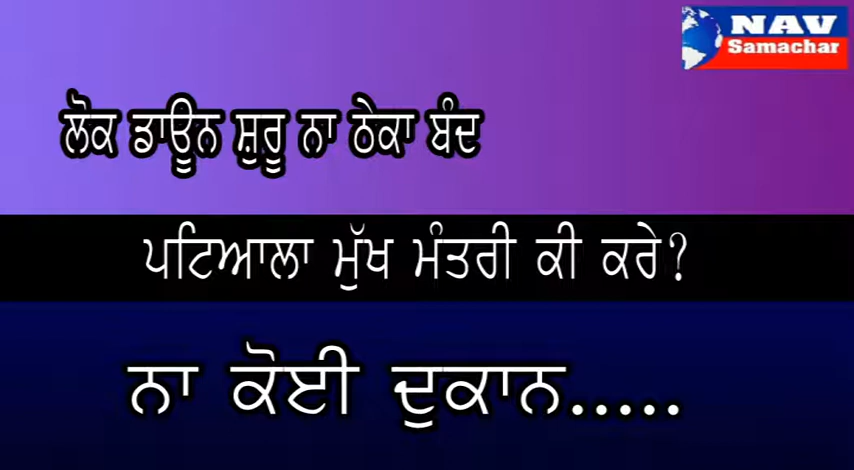 NAV
Samachar
ਲੋਕ ਡਾਊਨ ਸ਼ੁਰੂ ਨਾ ਠੇਕਾ ਬੰਦ
ਪਟਿਆਲਾ ਮੁੱਖ ਮੰਤਰੀ ਕੀ ਕਰੇ?
ਨਾ ਕੋਈ ਦੁਕਾਨ.....